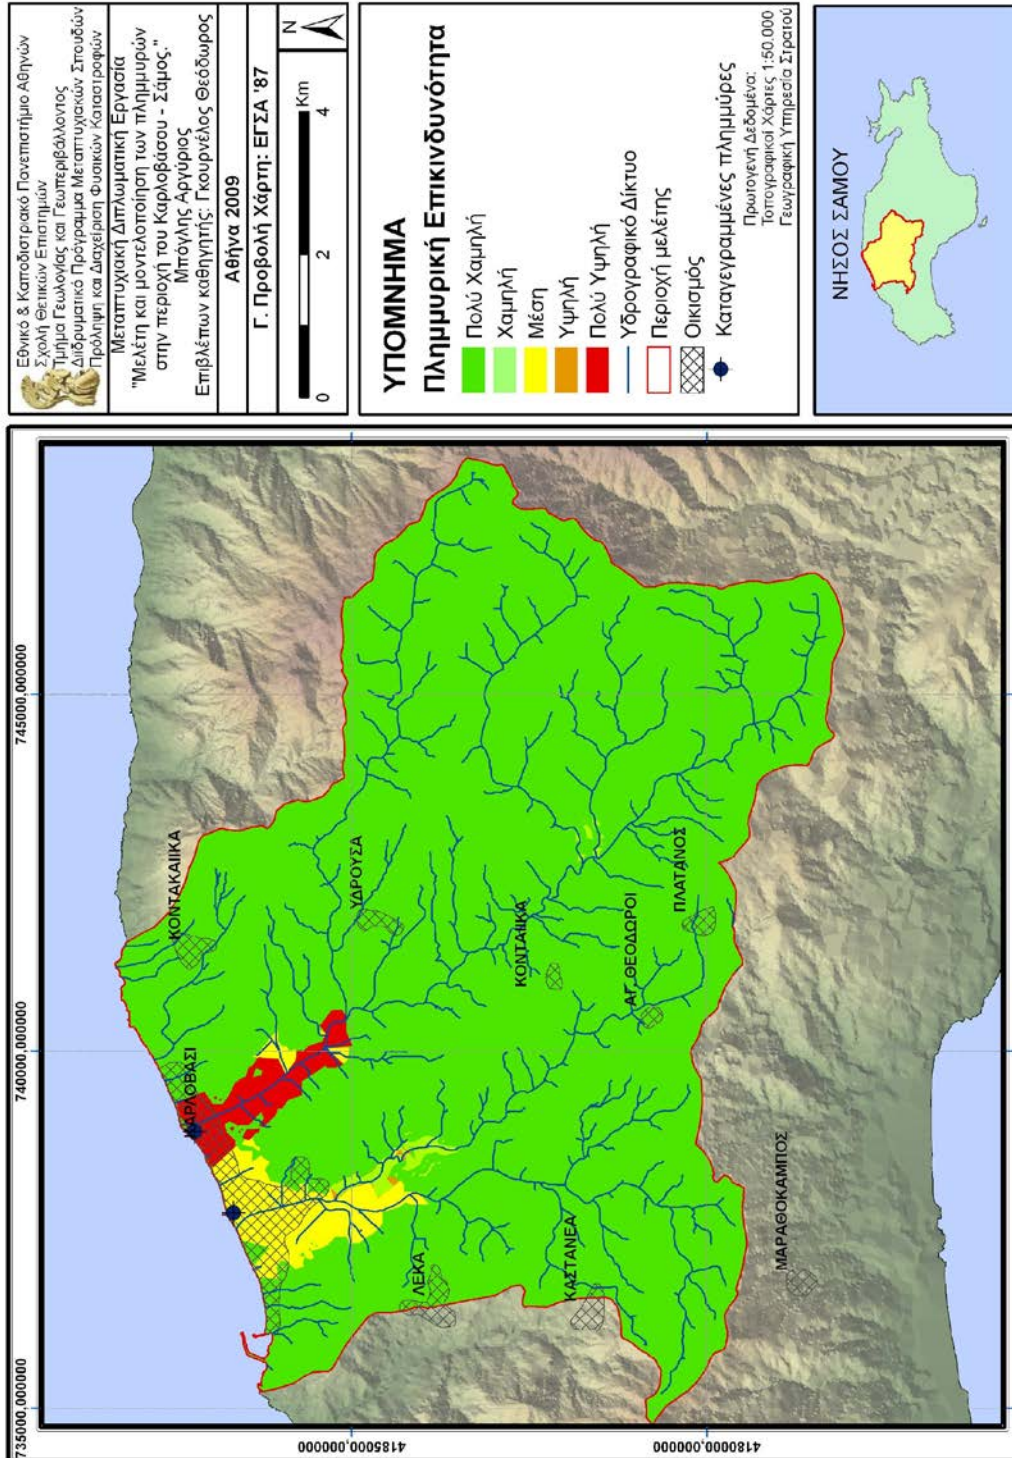 Εθνικό & Καποδιστριακό Πανεπιστήμιο Αθηνών
Σχολή Θετικών Επιστημών
Τμήμα Γεωλογίας και Γεωπεριβάλλοντος
Διιδρυματικό Πρόγραμμα Μεταπτυχιακών Σπουδών
Πρόληψη και Διαχείριση Φυσικών Καταστροφών
Μεταπτυχιακή Διπλωματική Εργασία
"Μελέτη και μοντελοποίηση των πλημμυρών
στην περιοχή του Καρλοβάσου - Σάμος."
Μπόγλης Αργύριος
Επιβλέπων καθηγητής: Γκουρνέλος Θεόδωρος
Αθήνα 2009
Γ. Προβολή Χάρτη: ΕΓΣΑ '87
0 2 4 Km
N
ΥΠΟΜΝΗΜΑ
Πλημμυρική Επικινδυνότητα
Πολύ Χαμηλή
Χαμηλή
Μέση
Υψηλή
Πολύ Υψηλή
Υδρογραφικό Δίκτυο
Περιοχή μελέτης
Οικισμός
Καταγεγραμμένες πλημμύρες
Πρωτογενή Δεδομένα:
Τοπογραφικοί Χάρτες 1:50.000
Γεωγραφική Υπηρεσία Στρατού
ΝΗΣΟΣ ΣΑΜΟΥ
735000,000000
740000,000000
745000,000000
4185000,000000
4180000,000000
ΚΟΝΤΑΚΑΙΙΚΑ
ΚΑΡΛΟΒΑΣΙ
ΥΔΡΟΥΣΑ
ΛΕΚΑ
ΚΟΝΤΑΙΙΚΑ
ΚΑΣΤΑΝΕΑ
ΑΓ.ΘΕΟΔΩΡΟΙ
ΠΛΑΤΑΝΟΣ
ΜΑΡΑΘΟΚΑΜΠΟΣ